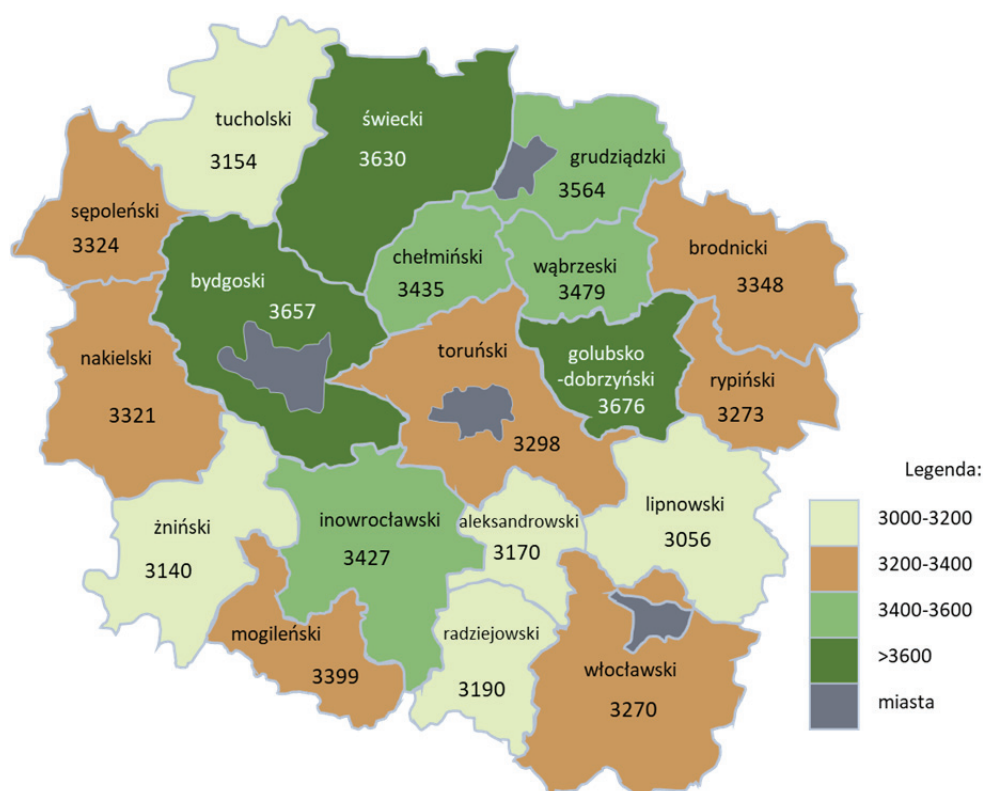 tucholski
3154
świecki
3630
grudziądzki
3564
sępoleński
3324
chełmiński
3435
wąbrzeski
3479
brodnicki
3348
bydgoski
3657
nakielski
3321
toruński
3298
golubsko
-dobrzyński
3676
rypiński
3273
żniński
3140
inowrocławski
3427
aleksandrowski
3170
lipnowski
3056
mogileński
3399
radziejowski
3190
włocławski
3270
Legenda:
3000-3200
3200-3400
3400-3600
>3600
miasta